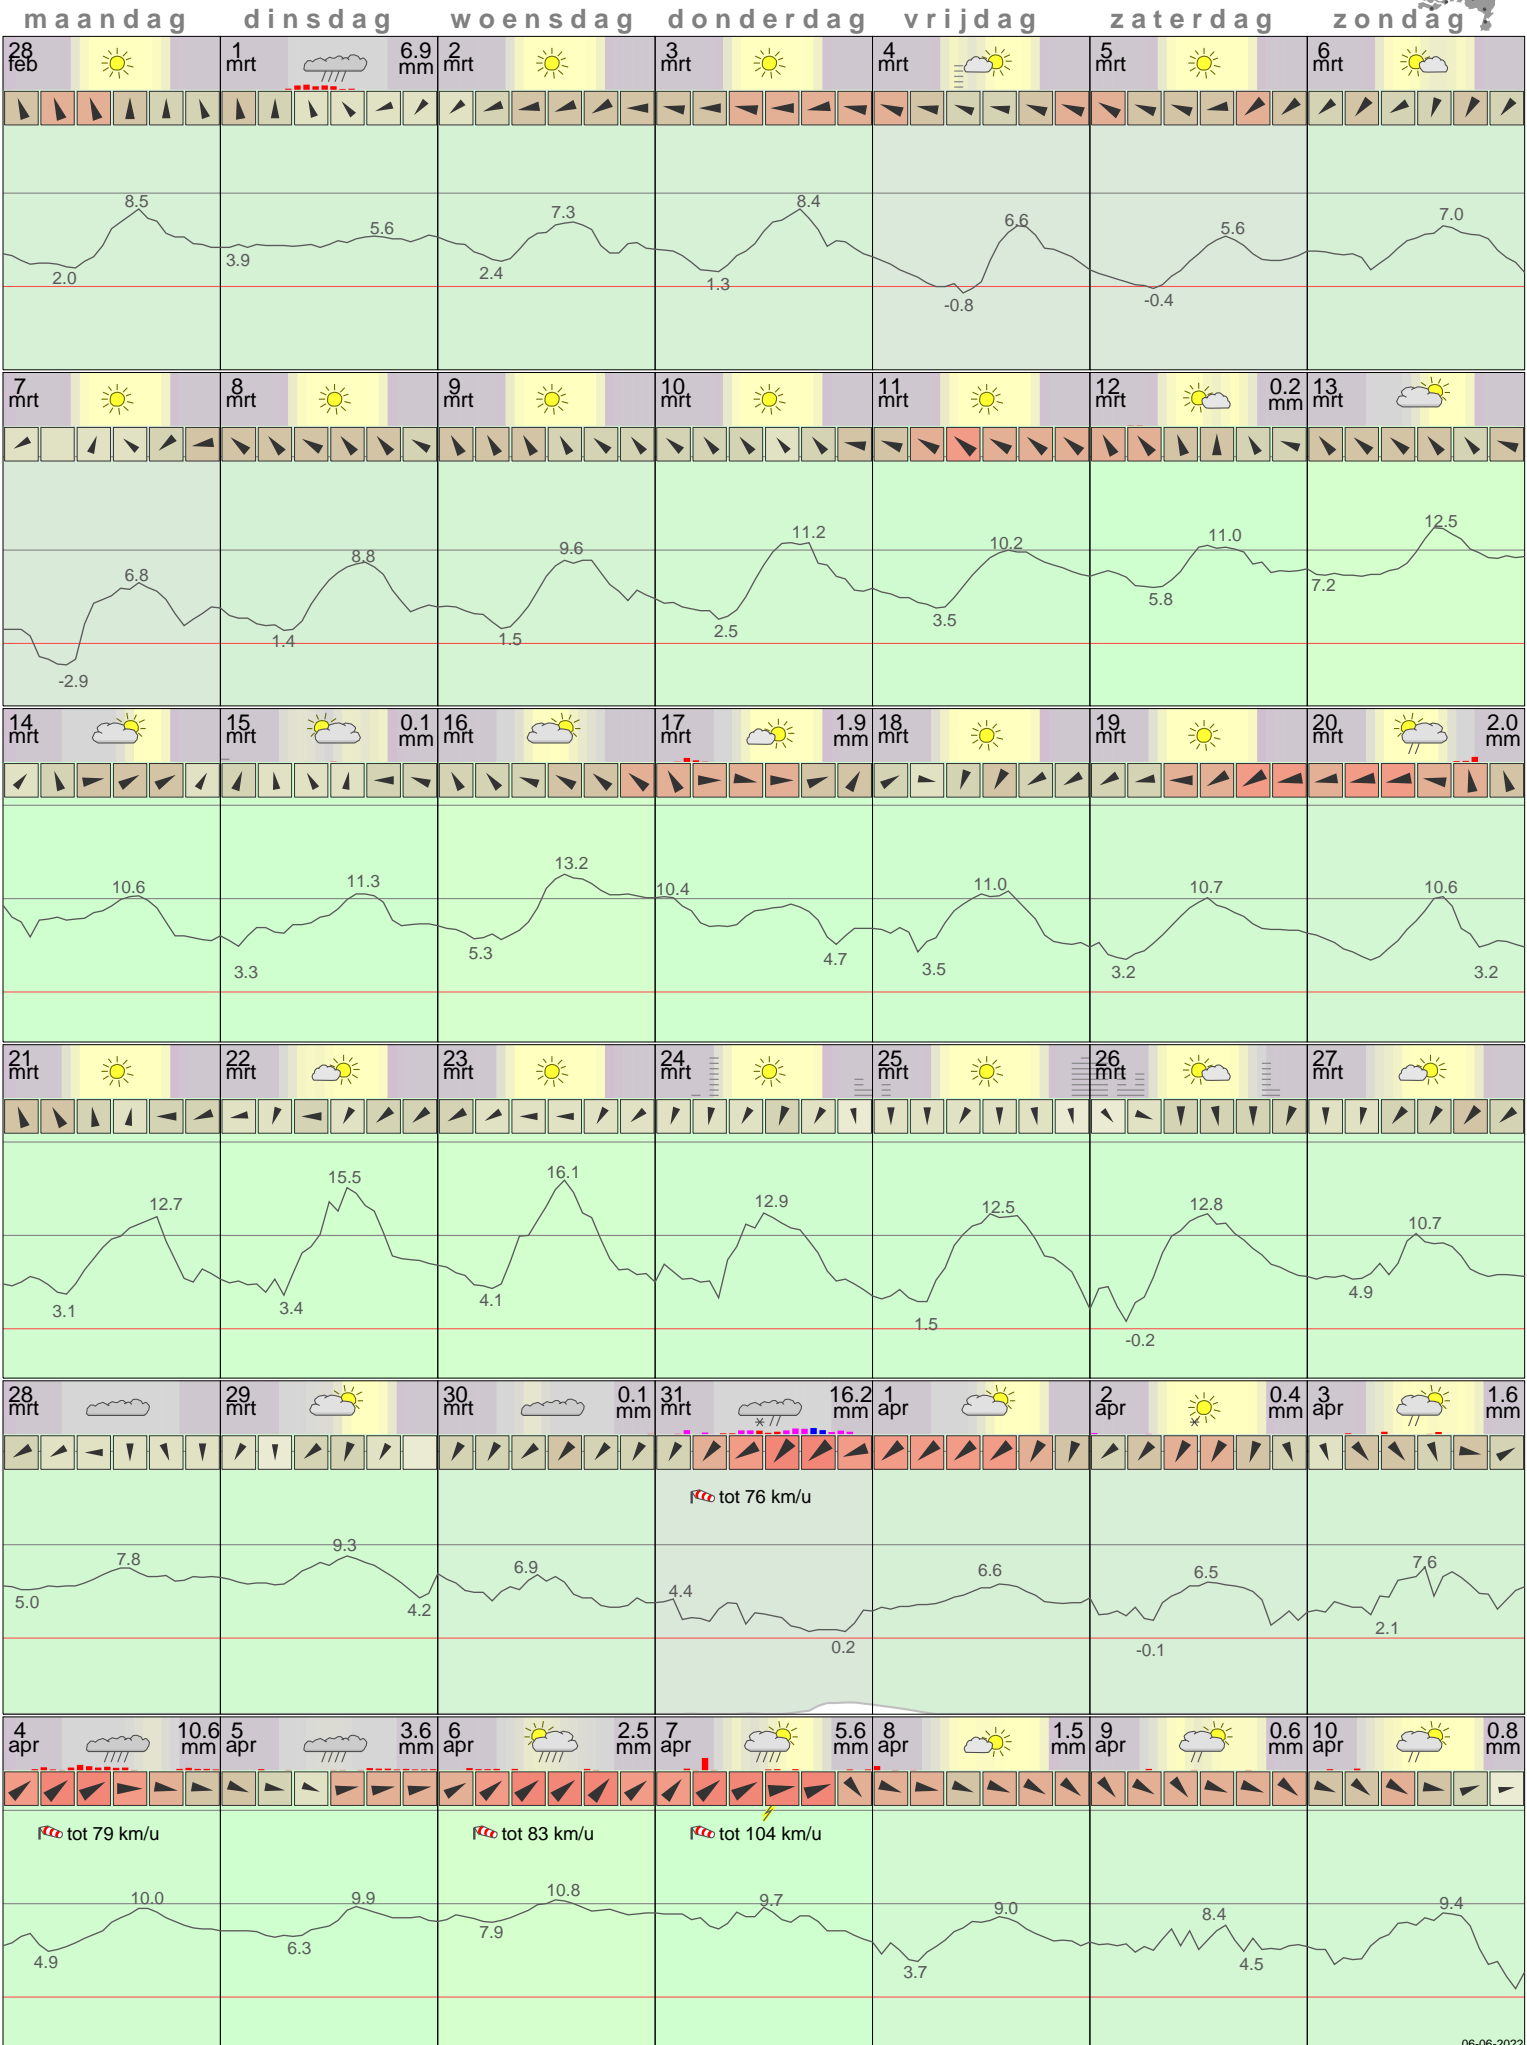 maandag dinsdag woensdag donderdag vrijdag zaterdag zondag
28 1 6.9 2 3 4 5 6
feb mrt mm mrt mrt mrt mrt mrt
8.5 5.6 7.3 8.4 6.6 5.6 7.0
2.0 3.9 2.4 1.3 -0.8 -0.4
7 8 9 10 11 12 0.2 13
mrt mrt mrt mrt mrt mrt mm mrt
6.8 8.8 9.6 11.2 10.2 11.0 12.5
-2.9 1.4 1.5 2.5 3.5 5.8 7.2
14 15 0.1 16 17 1.9 18 19 20 2.0
mrt mrt mm mrt mrt mm mrt mrt mrt mm
10.6 11.3 13.2 10.4 11.0 10.7 10.6
3.3 5.3 4.7 3.5 3.2 3.2
21 22 23 24 25 26 27
mrt mrt mrt mrt mrt mrt mrt
12.7 15.5 16.1 12.9 12.5 12.8 10.7
3.1 3.4 4.1 1.5 -0.2 4.9
28 29 30 0.1 31 16.2 1 2 0.4 3 1.6
mrt mrt mrt mm mrt mm apr apr mm apr mm
tot 76 km/u
7.8 9.3 6.9 4.4 6.6 6.5 7.6
5.0 4.2 0.2 -0.1 2.1
4 10.6 5 3.6 6 2.5 7 5.6 8 1.5 9 0.6 10 0.8
apr mm apr mm apr mm apr mm apr mm apr mm apr mm
tot 79 km/u tot 83 km/u tot 104 km/u
10.0 9.9 10.8 9.7 9.0 8.4 9.4
4.9 6.3 7.9 3.7 4.5
06-06-2022